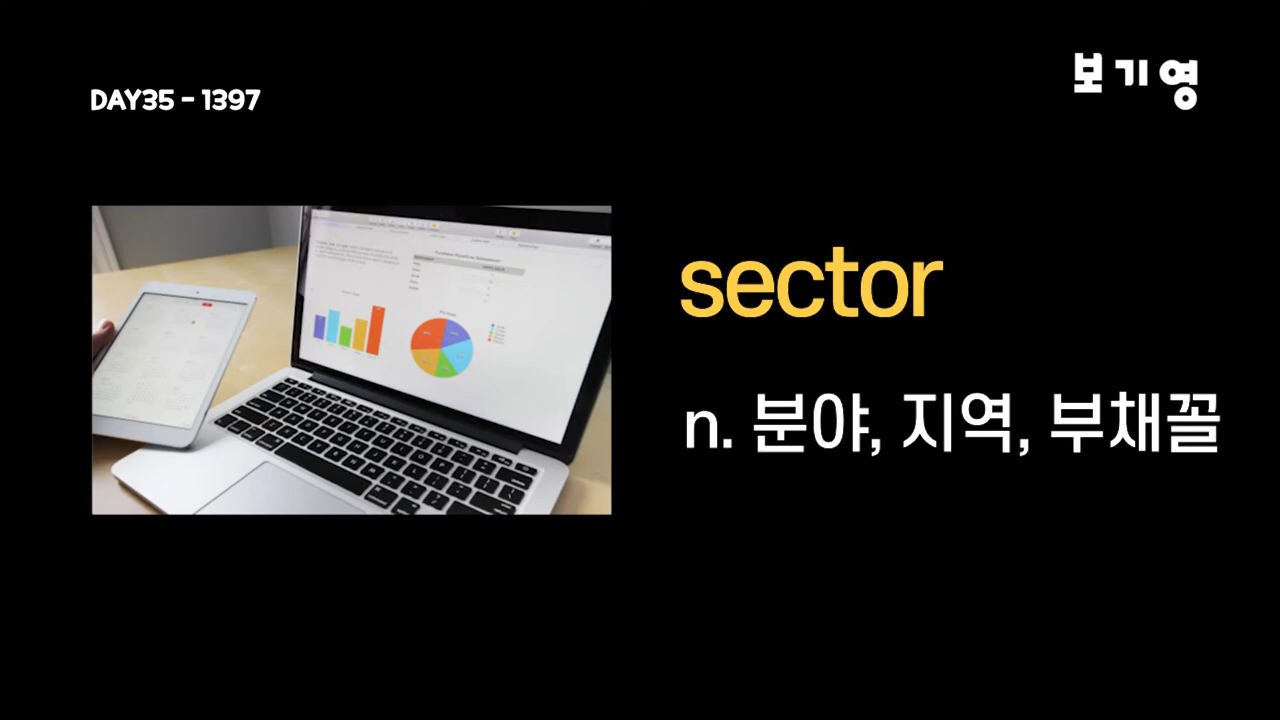 보기영
DAY35 - 1397
sector
n. 분야, 지역, 부채꼴